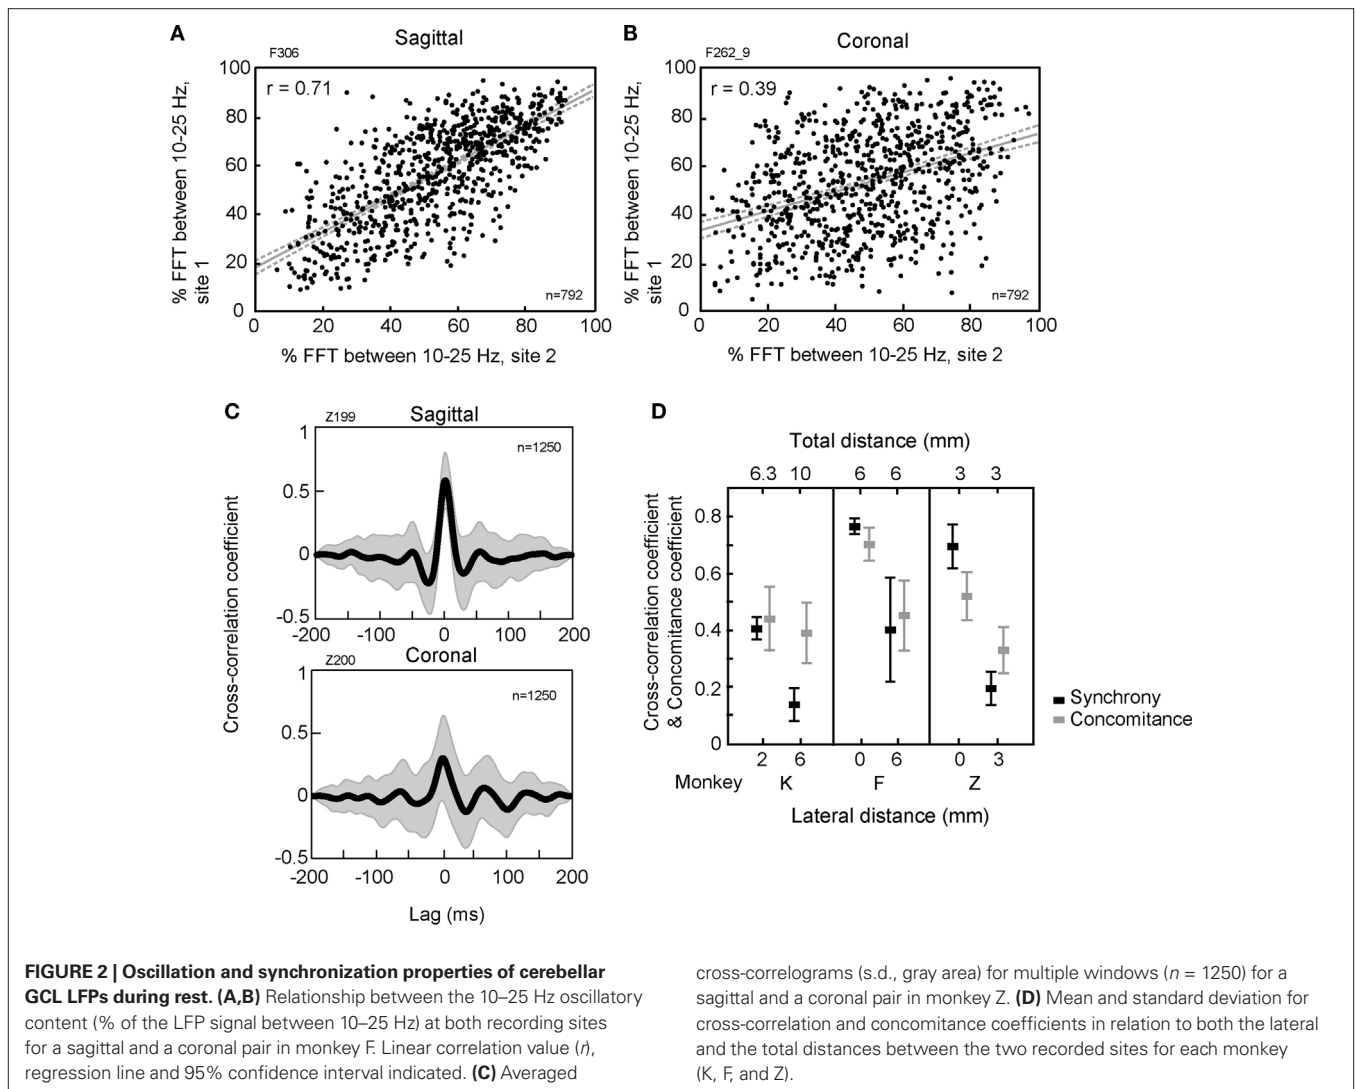 A
Sagittal
F306
r = 0.71
n=792
100
80
60
40
20
0
% FFT between 10-25 Hz,
site 1
0 20 40 60 80 100
% FFT between 10-25 Hz, site 2
B
Coronal
F262_9
r = 0.39
n=792
100
80
60
40
20
0
% FFT between 10-25 Hz,
site 1
0 20 40 60 80 100
% FFT between 10-25 Hz, site 2
C
Sagittal
Z199
n=1250
1
0.5
0
-0.5
-200 -100 0 100 200
Coronal
Z200
n=1250
1
0.5
0
-0.5
-200 -100 0 100 200
Cross-correlation coefficient
Lag (ms)
D
Total distance (mm)
6.3 10 6 6 3 3
Cross-correlation coefficient
& Concomitance coefficient
0.8
0.6
0.4
0.2
0
2 6 0 6 0 3
Monkey K F Z
Lateral distance (mm)
Synchrony
Concomitance
FIGURE 2 | Oscillation and synchronization properties of cerebellar
GCL LFPs during rest. (A,B) Relationship between the 10–25 Hz oscillatory
content (% of the LFP signal between 10–25 Hz) at both recording sites
for a sagittal and a coronal pair in monkey F. Linear correlation value (r),
regression line and 95% confidence interval indicated. (C) Averaged
cross-correlograms (s.d., gray area) for multiple windows (n = 1250) for a
sagittal and a coronal pair in monkey Z. (D) Mean and standard deviation for
cross-correlation and concomitance coefficients in relation to both the lateral
and the total distances between the two recorded sites for each monkey
(K, F, and Z).